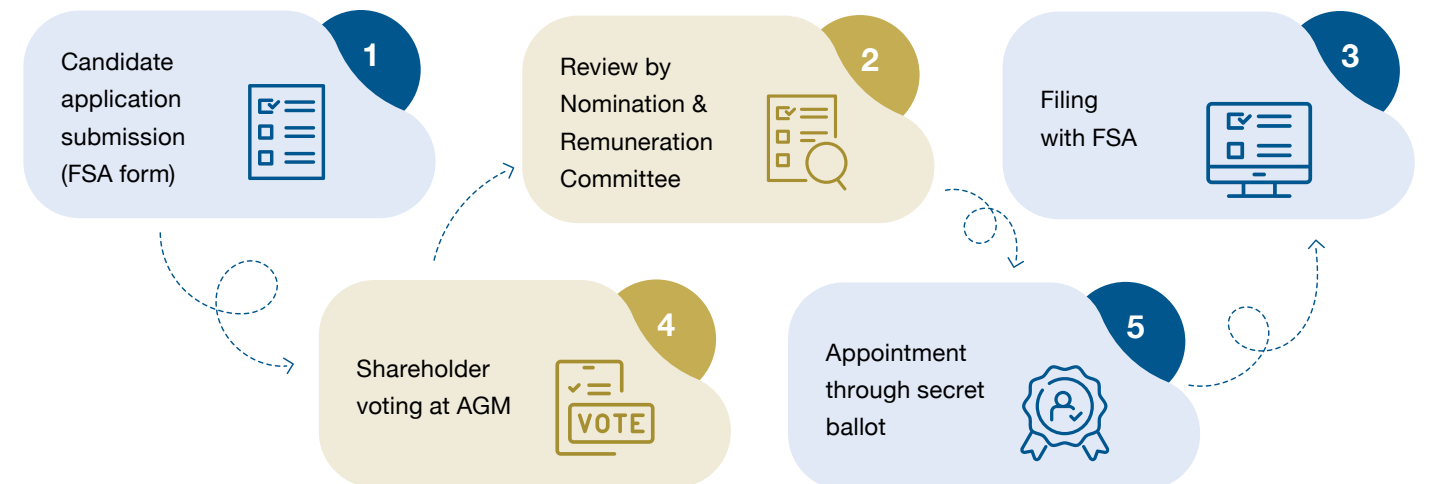 1
Candidate
application
submission
(FSA form)
2
Review by
Nomination &
Remuneration
Committee
3
Filing
with FSA
4
Shareholder
voting at AGM
VOTE
5
Appointment
through secret
ballot